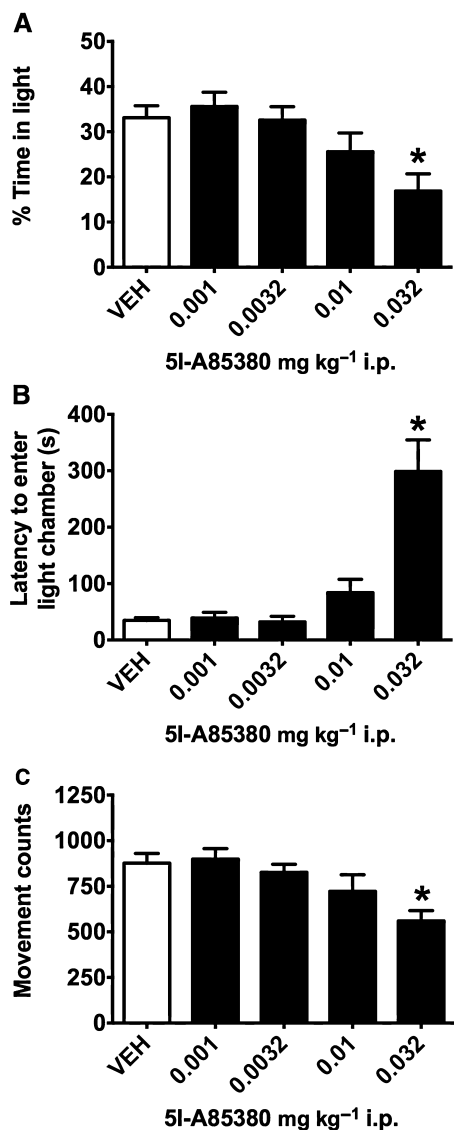 A
% Time in light
50
40
30
20
10
0
*
VEH
0.001
0.0032
0.01
0.032
5I-A85380 mg kg⁻¹ i.p.
B
Latency to enter
light chamber (s)
400
300
200
100
0
*
VEH
0.001
0.0032
0.01
0.032
5I-A85380 mg kg⁻¹ i.p.
C
Movement counts
1250
1000
750
500
250
0
*
VEH
0.001
0.0032
0.01
0.032
5I-A85380 mg kg⁻¹ i.p.